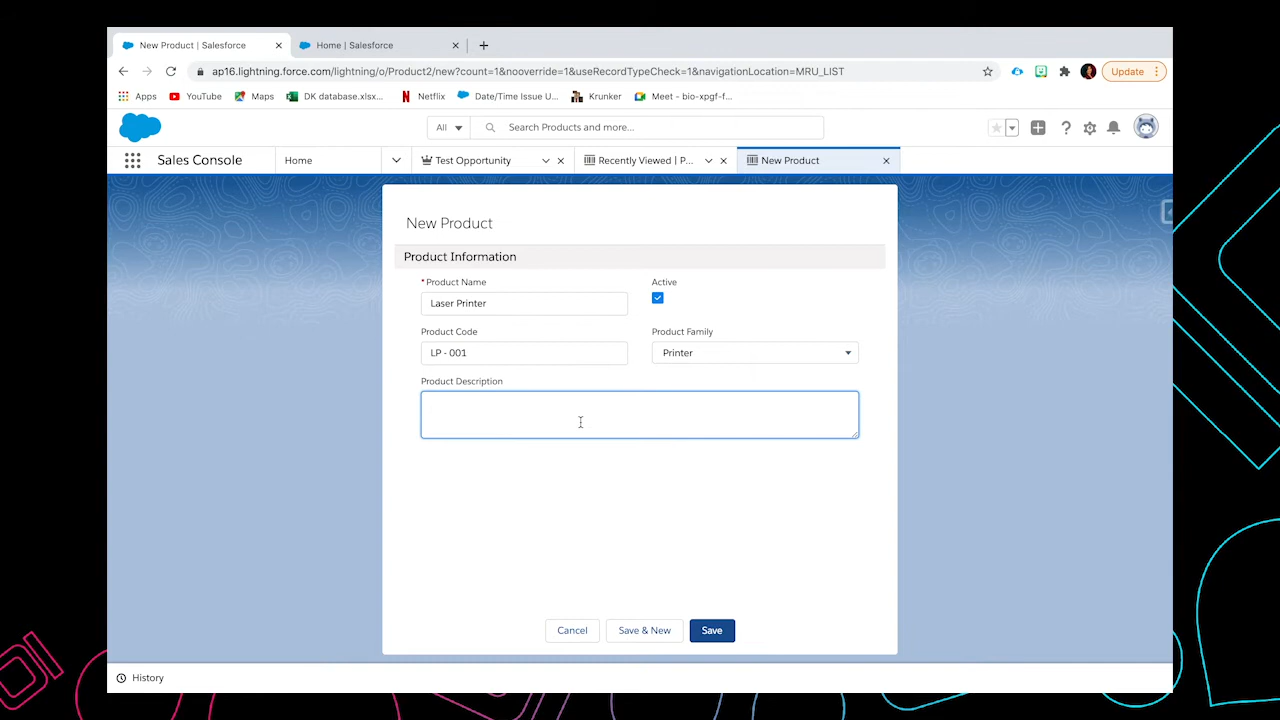 New Product | Salesforce
Home | Salesforce
ap16.lightning.force.com/lightning/o/Product2/new?count=1&nooverride=1&useRecordTypeCheck=1&navigationLocation=MRU_LIST
Update
Apps
YouTube
Maps
DK database.xlsx...
Netflix
Date/Time Issue U...
Krunker
Meet - bio-xpgf-f...
All
Search Products and more...
Sales Console
Home
Test Opportunity
Recently Viewed | P...
New Product
New Product
Product Information
*Product Name
Active
Laser Printer
Product Code
Product Family
LP - 001
Printer
Product Description
Cancel
Save & New
Save
History